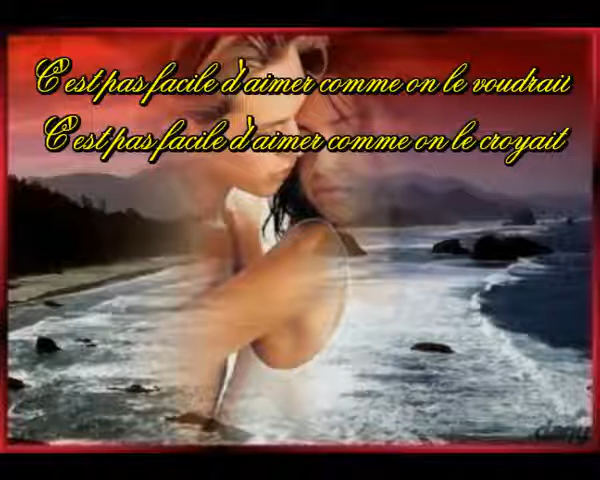 C'est pas facile d'aimer comme on le voudrait
C'est pas facile d'aimer comme on le croyait